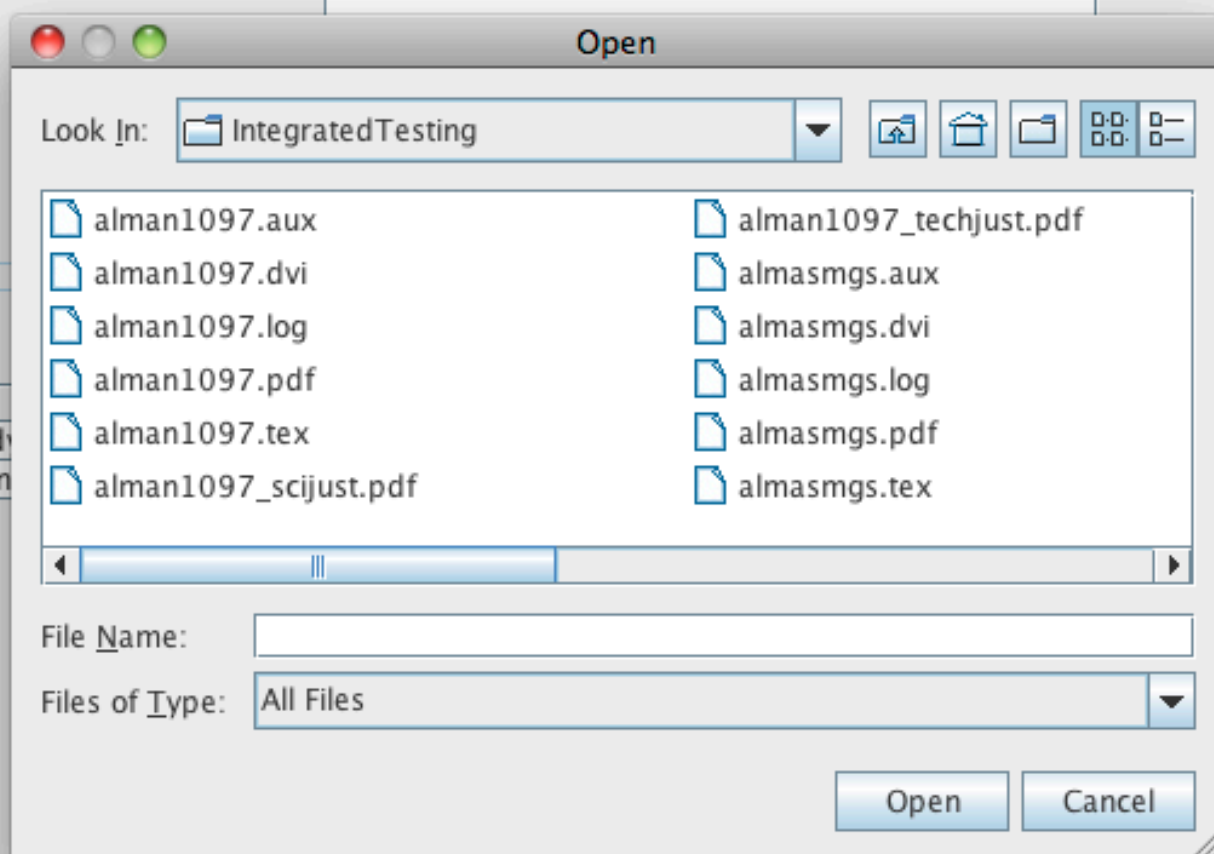 Open
Look In: IntegratedTesting
alman1097.aux
alman1097.dvi
alman1097.log
alman1097.pdf
alman1097.tex
alman1097_scijust.pdf
alman1097_techjust.pdf
almasmgs.aux
almasmgs.dvi
almasmgs.log
almasmgs.pdf
almasmgs.tex
File Name:
Files of Type: All Files
Open Cancel